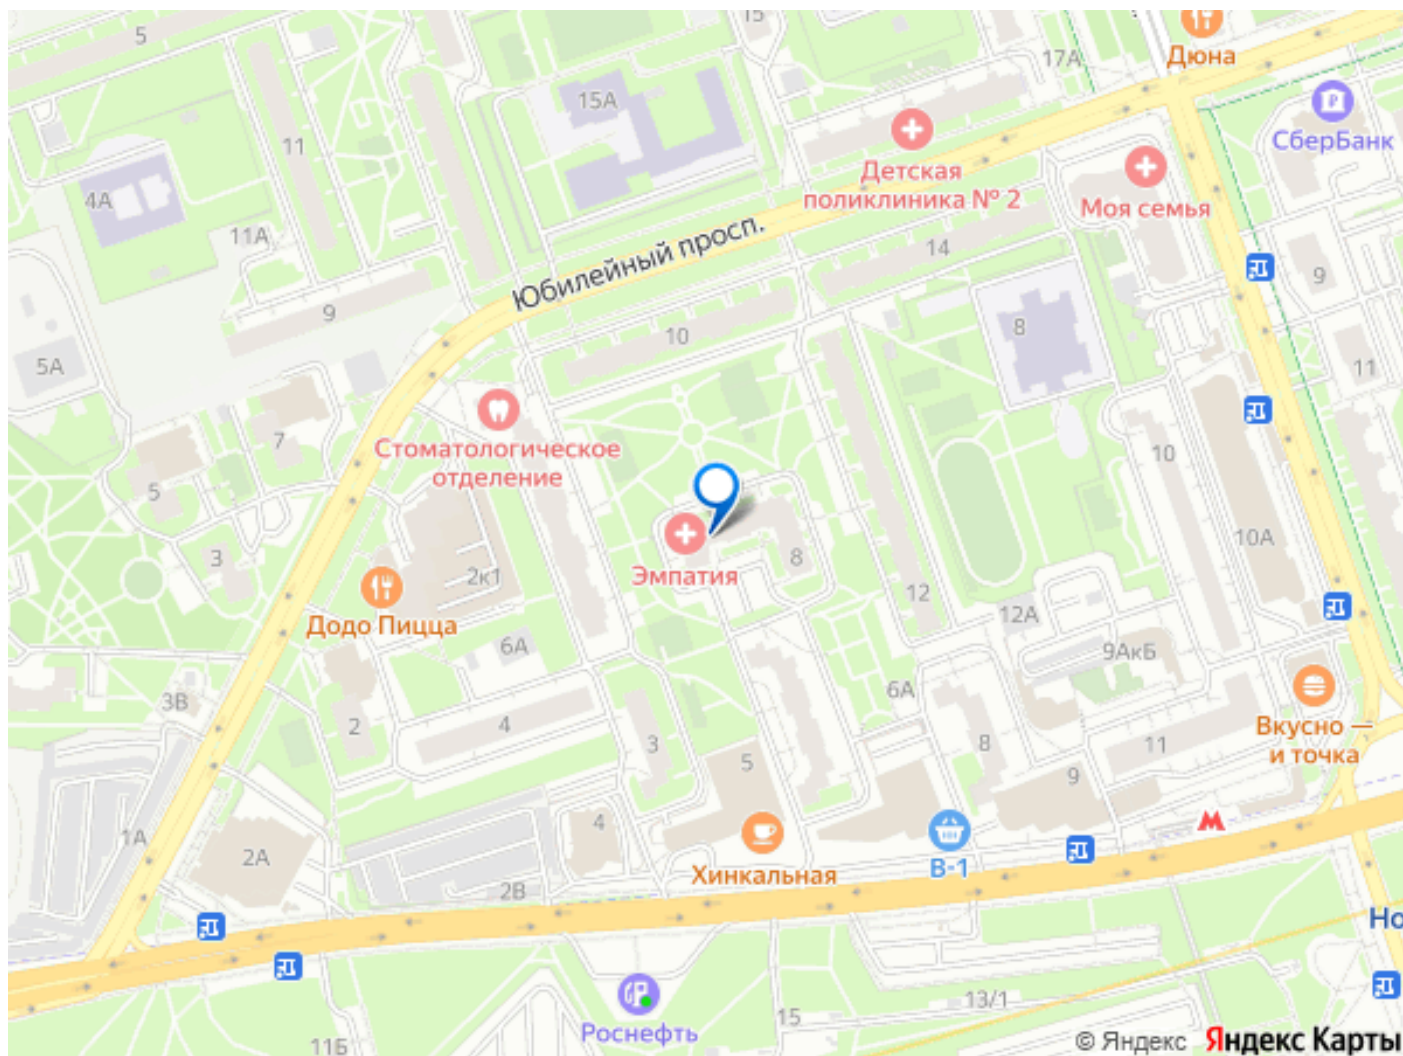 5
15
Дюна
17А
СберБанк
15А
11
Детская
поликлиника № 2
Моя семья
4А
11А
Юбилейный просп.
14
9
9
8
10
5А
11
7
Стоматологическое
отделение
10
5
10А
3
2к1
Эмпатия
8
12
12А
Додо Пицца
6А
9АкБ
6А
3В
2
4
3
8
11
Вкусно —
и точка
5
9
1А
2А
4
Хинкальная
В-1
2В
Но
13/1
15
Роснефть
11Б
© Яндекс Яндекс Карты